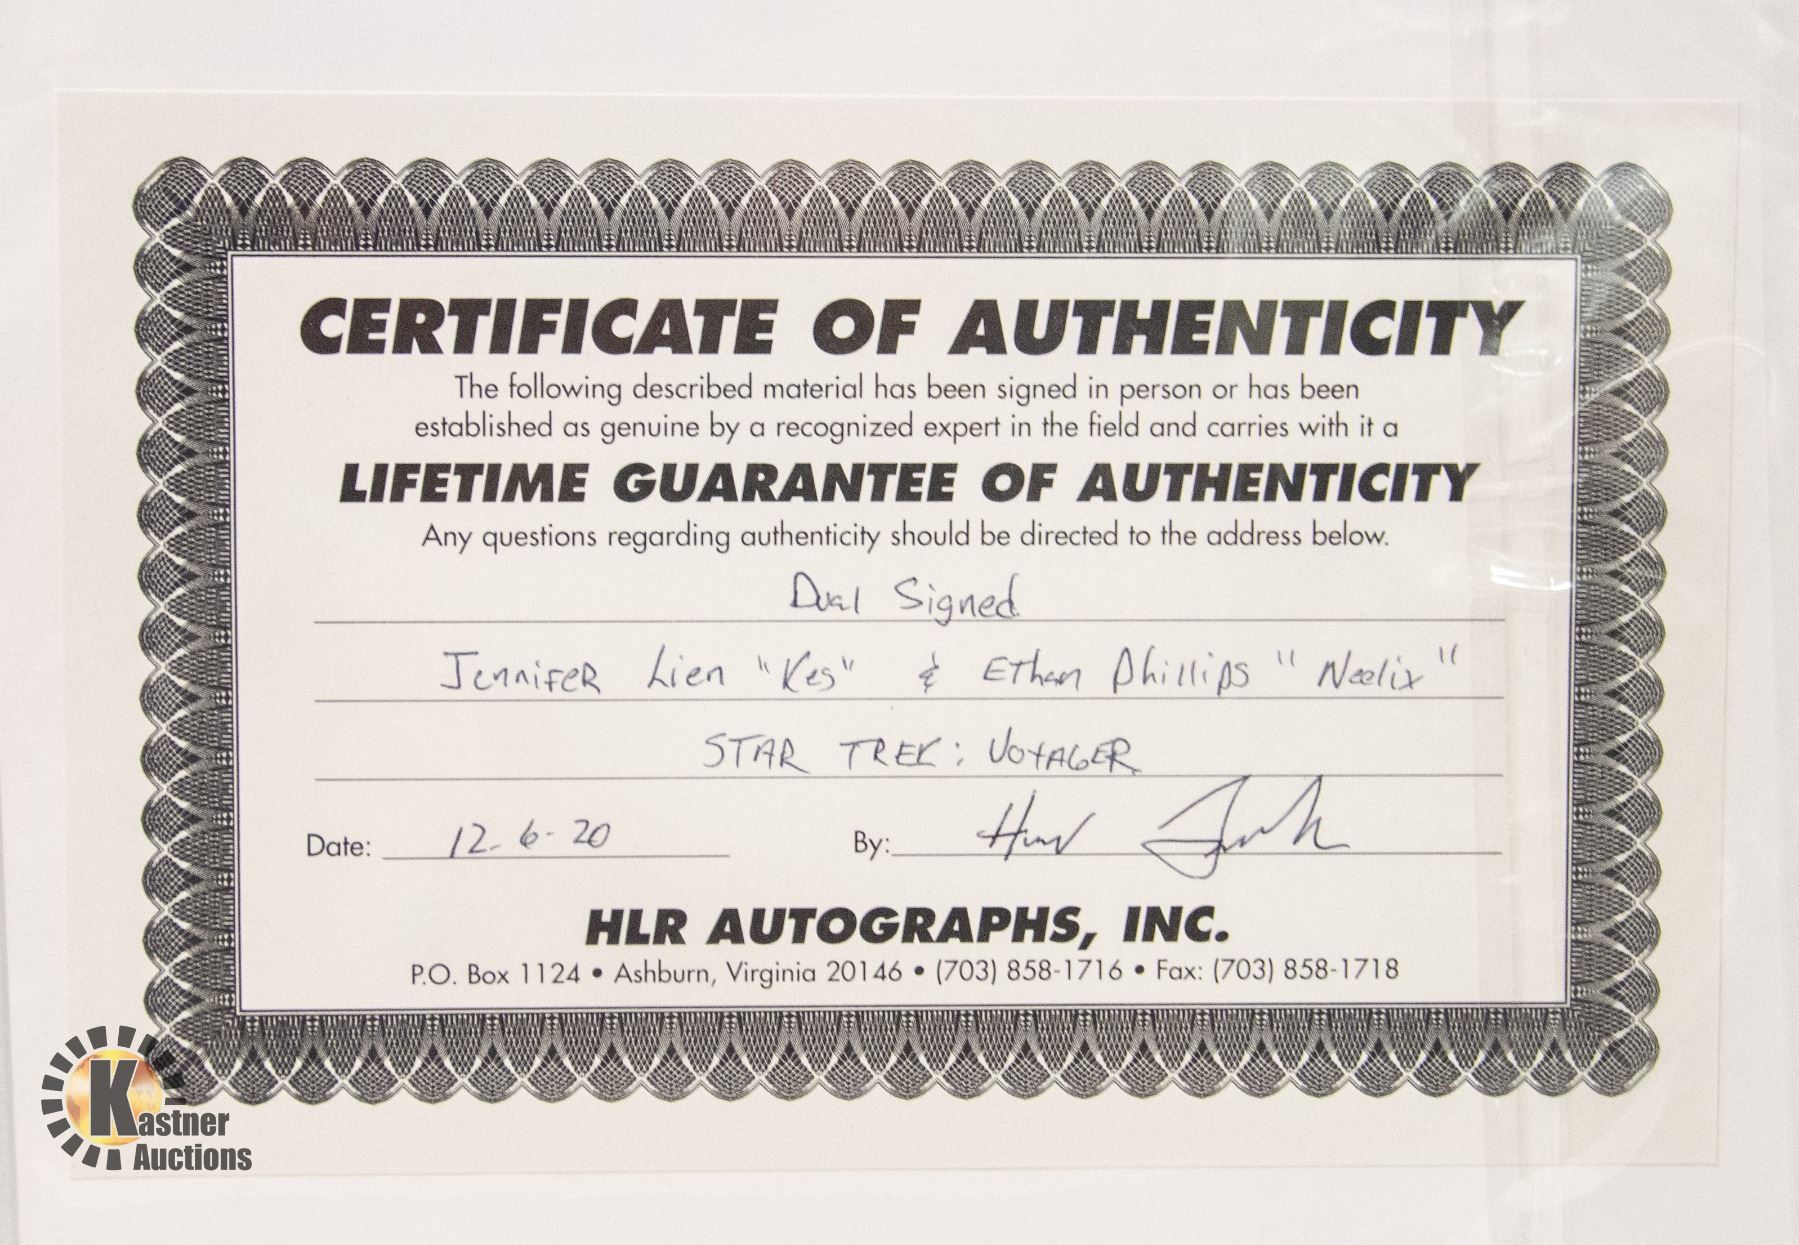 CERTIFICATE OF AUTHENTICITY
The following described material has been signed in person or has been
established as genuine by a recognized expert in the field and carries with it a
LIFETIME GUARANTEE OF AUTHENTICITY
Any questions regarding authenticity should be directed to the address below.
Dual Signed
Jennifer Lien "Kes" & Ethan Phillips "Neelix"
STAR TREK: VOYAGER
Date: 12-6-20 By:
HLR AUTOGRAPHS, INC.
P.O. Box 1124 • Ashburn, Virginia 20146 • (703) 858-1716 • Fax: (703) 858-1718
Kastner
Auctions